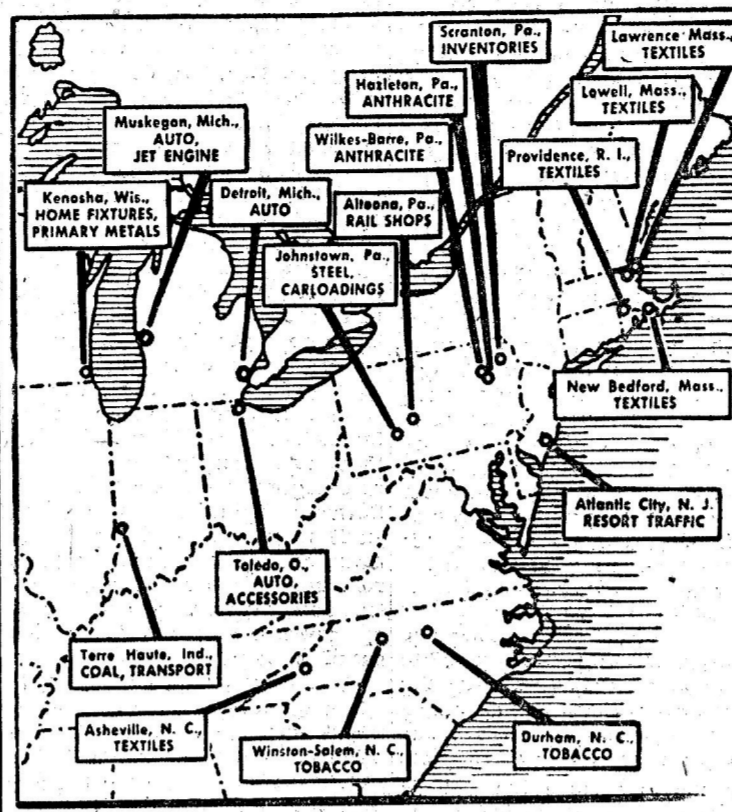 Scranton, Pa.,
INVENTORIES
Lawrence Mass.,
TEXTILES
Hazleton, Pa.,
ANTHRACITE
Lowell, Mass.,
TEXTILES
Muskegon, Mich.,
AUTO,
JET ENGINE
Wilkes-Barre, Pa.,
ANTHRACITE
Providence, R. I.,
TEXTILES
Kenosha, Wis.,
HOME FIXTURES,
PRIMARY METALS
Detroit, Mich.,
AUTO
Altoona, Pa.,
RAIL SHOPS
Johnstown, Pa.,
STEEL,
CARLOADINGS
New Bedford, Mass.,
TEXTILES
Atlantic City, N. J.
RESORT TRAFFIC
Toledo, O.,
AUTO,
ACCESSORIES
Terre Haute, Ind.,
COAL, TRANSPORT
Asheville, N. C.,
TEXTILES
Winston-Salem, N. C.,
TOBACCO
Durham, N. C.,
TOBACCO